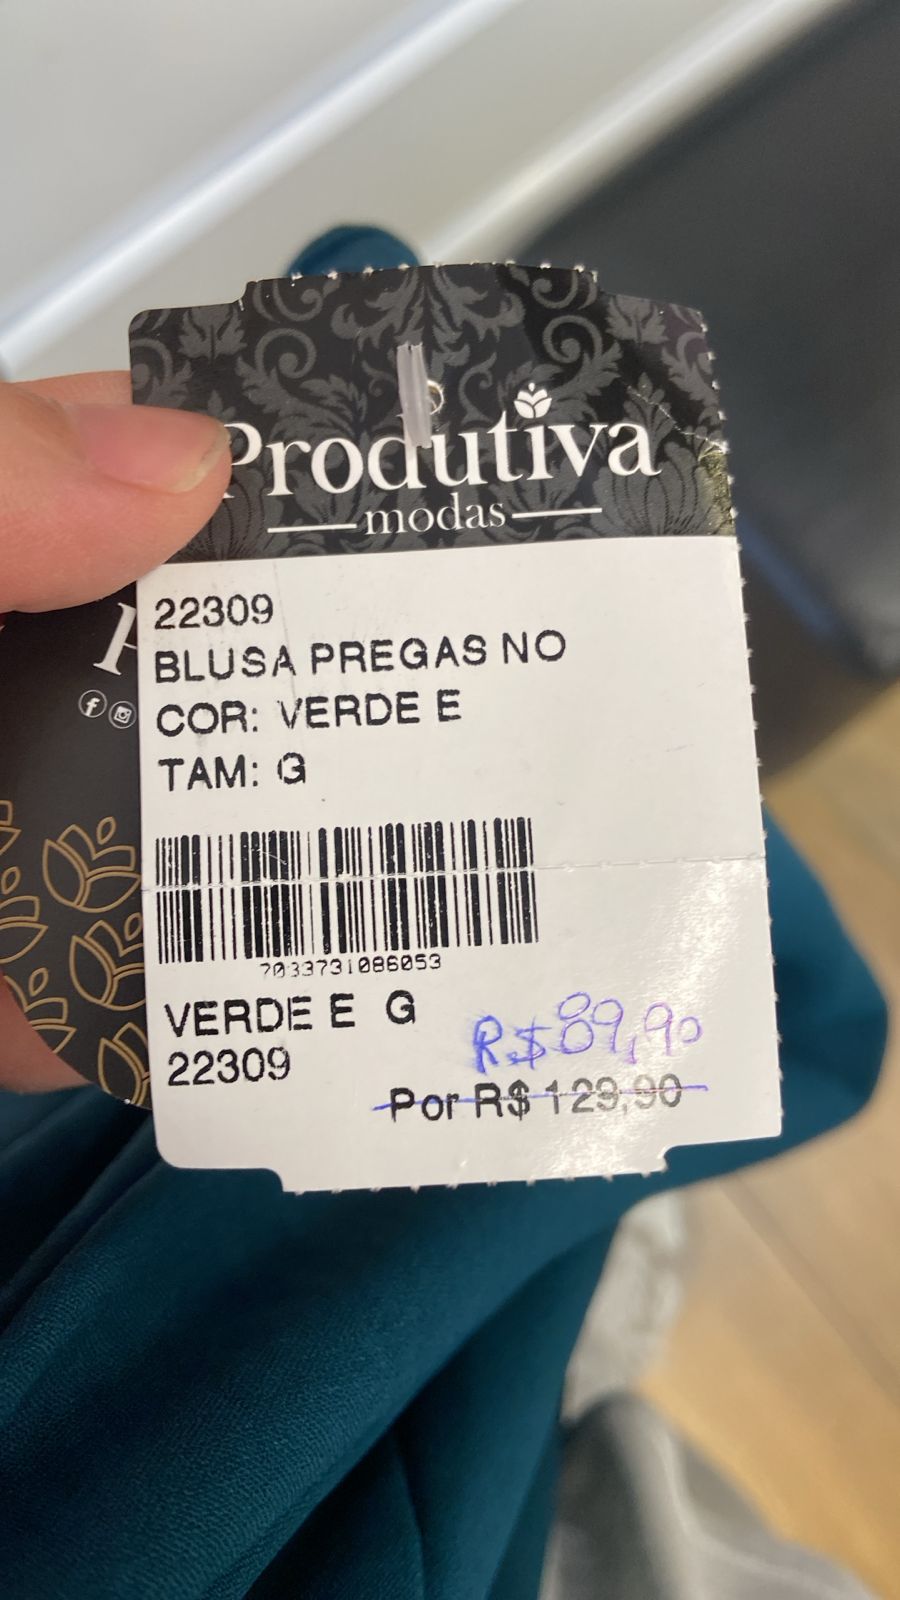 Produtiva
modas
22309
BLUSA PREGAS NO
COR: VERDE E
TAM: G
7033731086053
VERDE E G
22309
R$ 89,90
Por R$ 129,90